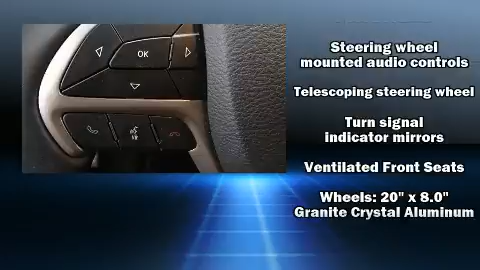 OK
Steering wheel
mounted audio controls
Telescoping steering wheel
Turn signal
indicator mirrors
Ventilated Front Seats
Wheels: 20" x 8.0"
Granite Crystal Aluminum